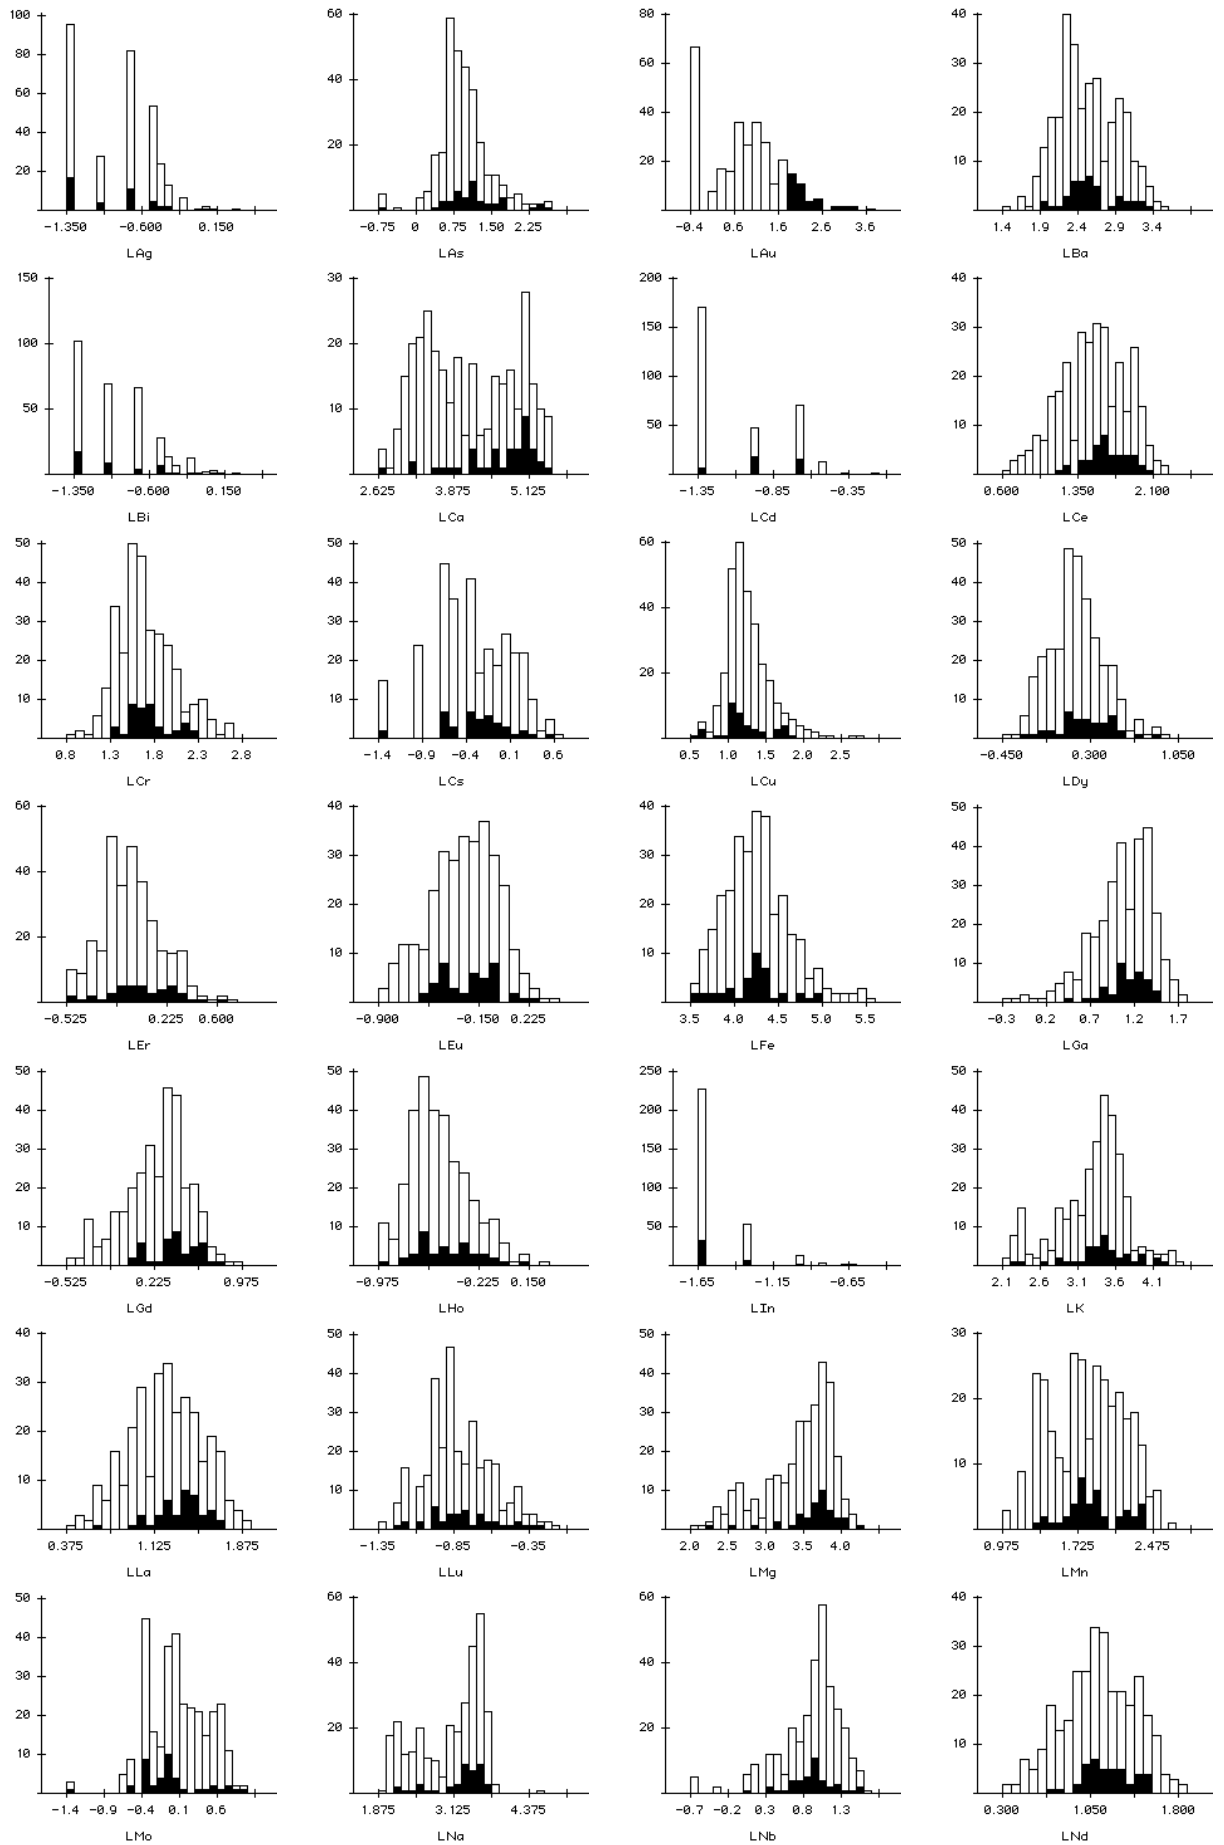 100
80
60
40
20
-1.350 -0.600 0.150
LAg
60
40
20
-0.75 0 0.75 1.50 2.25
LAs
80
60
40
20
-0.4 0.6 1.6 2.6 3.6
LAu
40
30
20
10
1.4 1.9 2.4 2.9 3.4
LBa
150
100
50
-1.350 -0.600 0.150
LBi
30
20
10
2.625 3.875 5.125
LCa
200
150
100
50
-1.35 -0.85 -0.35
LCd
40
30
20
10
0.600 1.350 2.100
LCe
50
40
30
20
10
0.8 1.3 1.8 2.3 2.8
LCr
50
40
30
20
10
-1.4 -0.9 -0.4 0.1 0.6
LCs
60
40
20
0.5 1.0 1.5 2.0 2.5
LCu
50
40
30
20
10
-0.450 0.300 1.050
LDy
60
40
20
-0.525 0.225 0.600
LEr
40
30
20
10
-0.900 -0.150 0.225
LEu
40
30
20
10
3.5 4.0 4.5 5.0 5.5
LFe
50
40
30
20
10
-0.3 0.2 0.7 1.2 1.7
LGa
50
40
30
20
10
-0.525 0.225 0.975
LGd
50
40
30
20
10
-0.975 -0.225 0.150
LHo
250
200
150
100
50
-1.65 -1.15 -0.65
LIn
50
40
30
20
10
2.1 2.6 3.1 3.6 4.1
LK
40
30
20
10
0.375 1.125 1.875
LLa
50
40
30
20
10
-1.35 -0.85 -0.35
LLu
50
40
30
20
10
2.0 2.5 3.0 3.5 4.0
LMg
30
20
10
0.975 1.725 2.475
LMn
50
40
30
20
10
-1.4 -0.9 -0.4 0.1 0.6
LMo
60
40
20
1.875 3.125 4.375
LNa
60
40
20
-0.7 -0.2 0.3 0.8 1.3
LNb
40
30
20
10
0.300 1.050 1.800
LNd